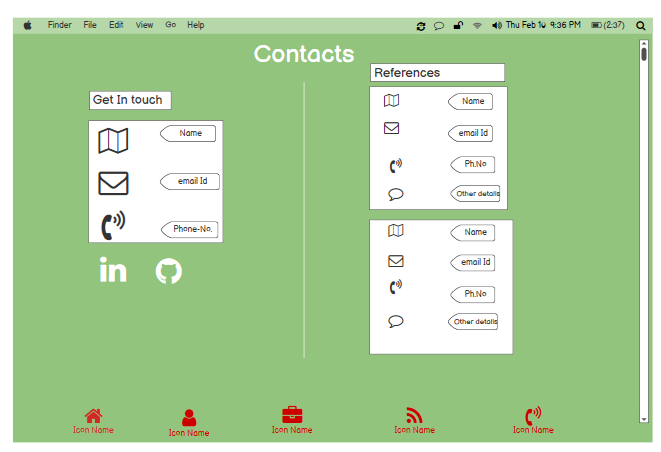 Finder File Edit View Go Help
Thu Feb 10 9:36 PM (2:37)
Contacts
Get In touch
Name
email Id
Phone-No.
in
References
Name
email Id
Ph.No
Other details
Name
email Id
Ph.No
Other details
Icon Name
Icon Name
Icon Name
Icon Name
Icon Name